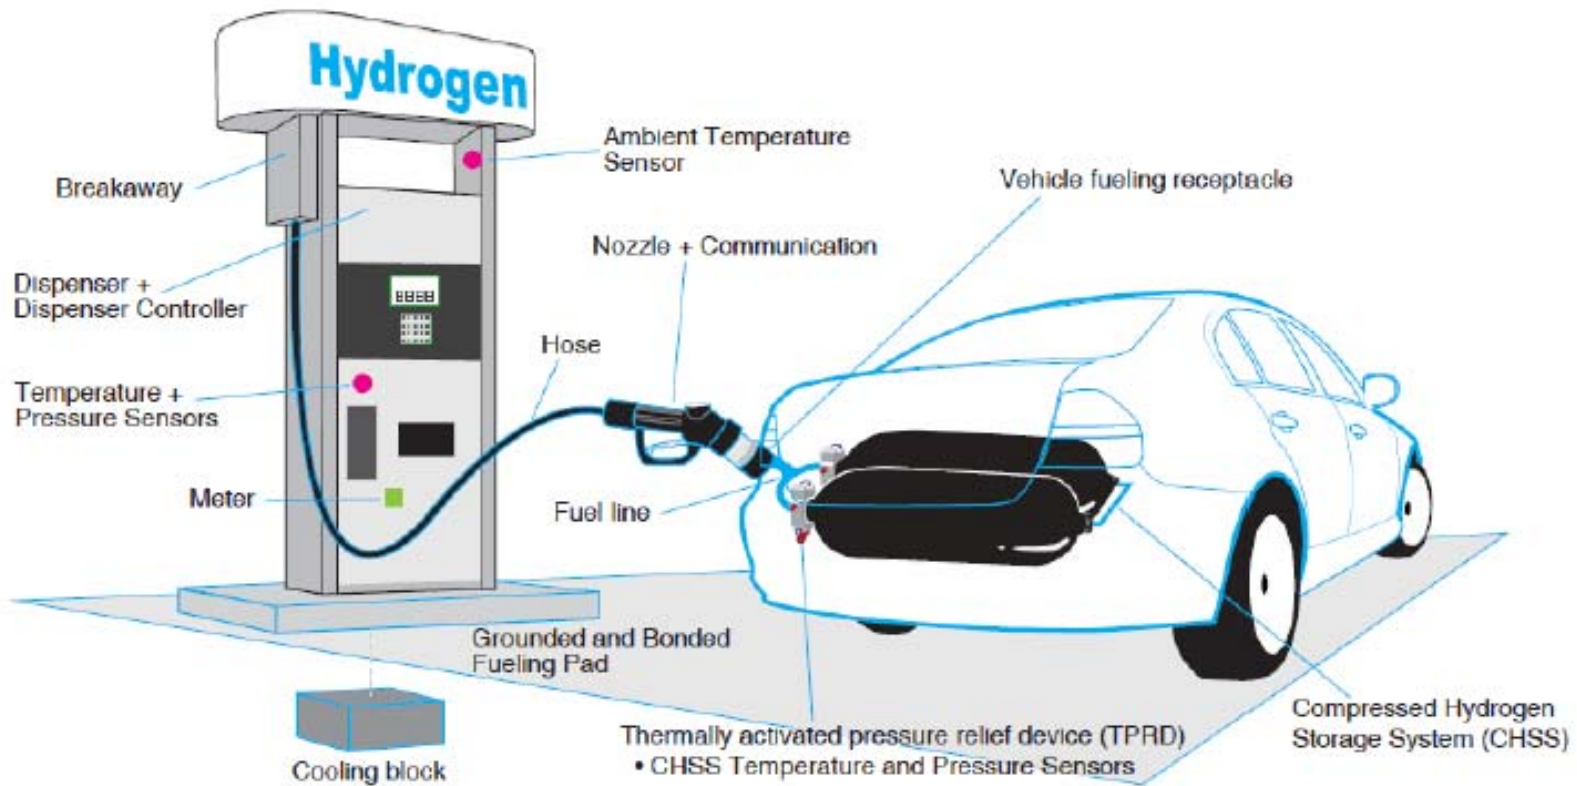 Hydrogen
Ambient Temperature
Sensor
Breakaway
Vehicle fueling receptacle
Nozzle + Communication
Dispenser +
Dispenser Controller
8888
Hose
Temperature +
Pressure Sensors
Meter
Fuel line
Grounded and Bonded
Fueling Pad
Compressed Hydrogen
Storage System (CHSS)
Thermally activated pressure relief device (TPRD)
• CHSS Temperature and Pressure Sensors
Cooling block